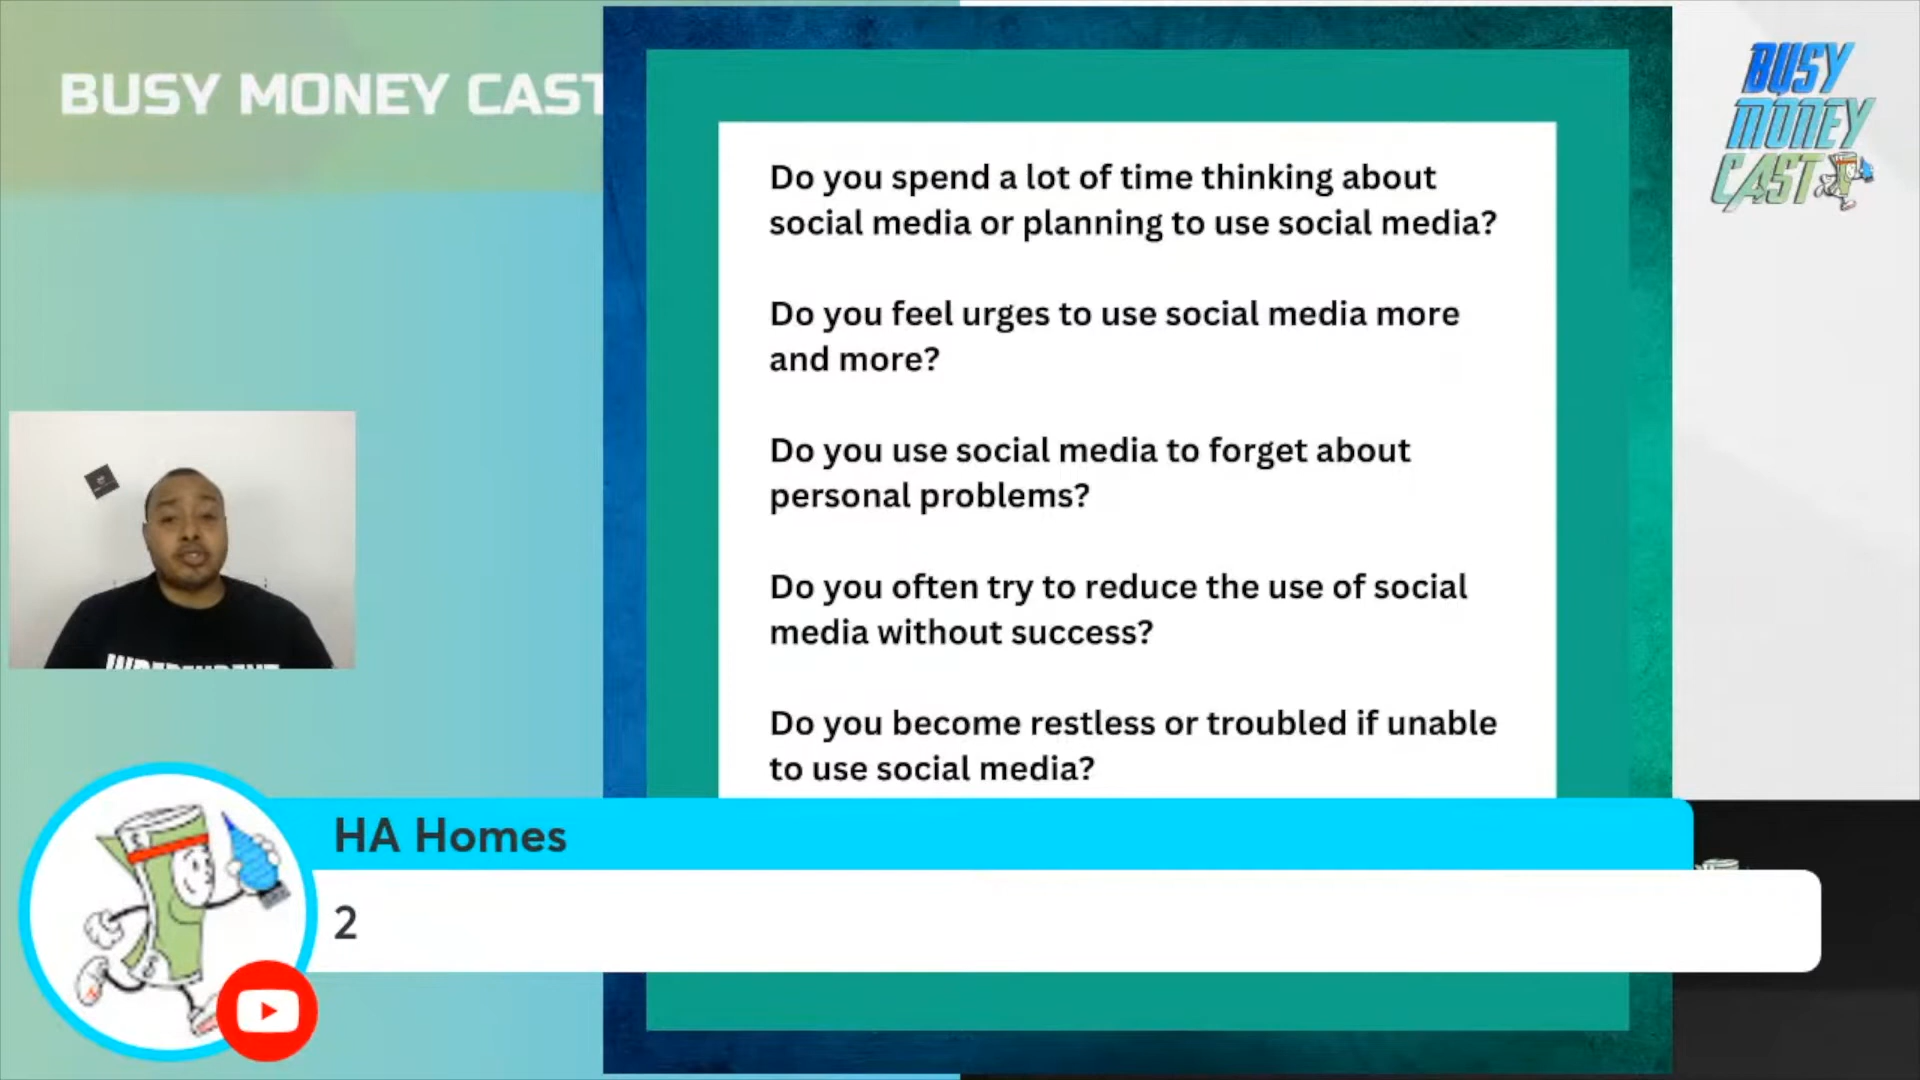 BUSY MONEY CAST
BUSY
MONEY
CAST
Do you spend a lot of time thinking about
social media or planning to use social media?
Do you feel urges to use social media more
and more?
Do you use social media to forget about
personal problems?
Do you often try to reduce the use of social
media without success?
Do you become restless or troubled if unable
to use social media?
HA Homes
2